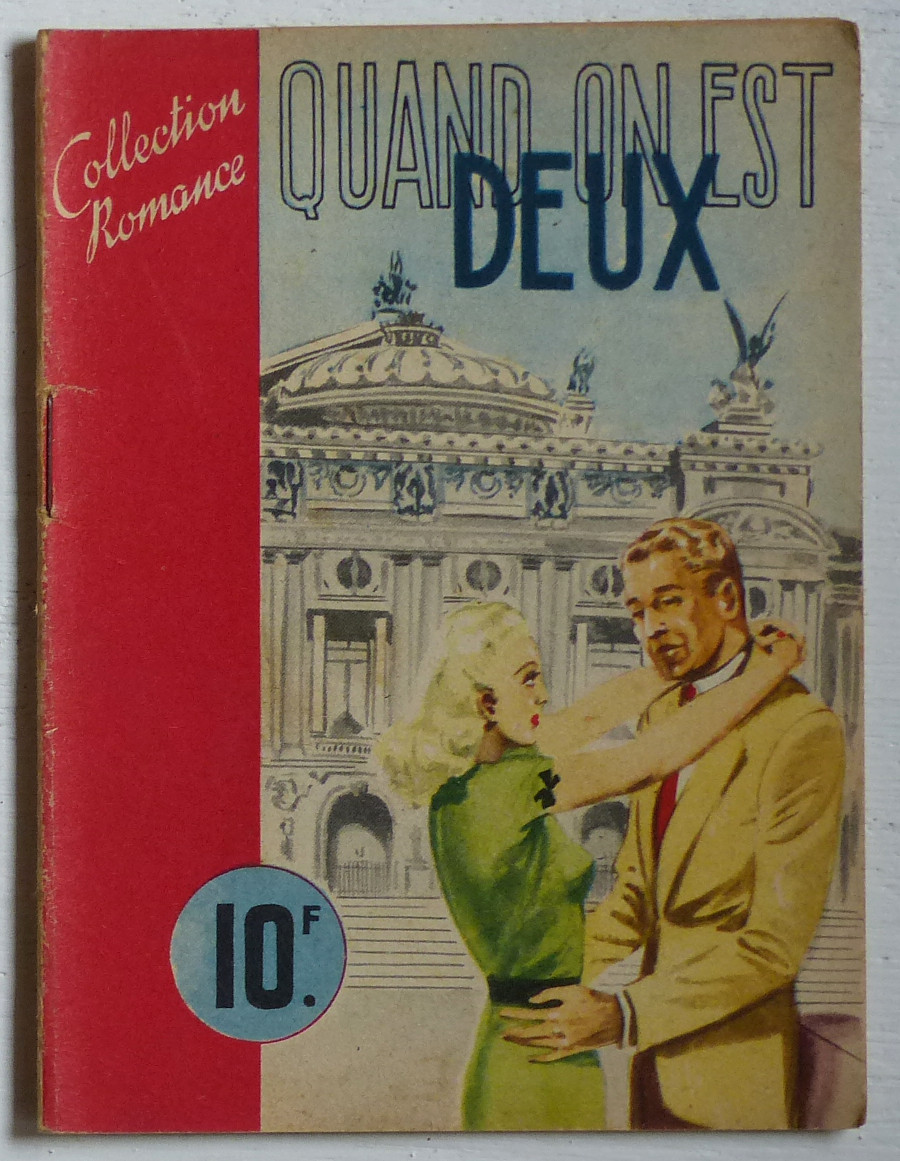 Collection
Romance
QUAND ON EST
DEUX
10F.